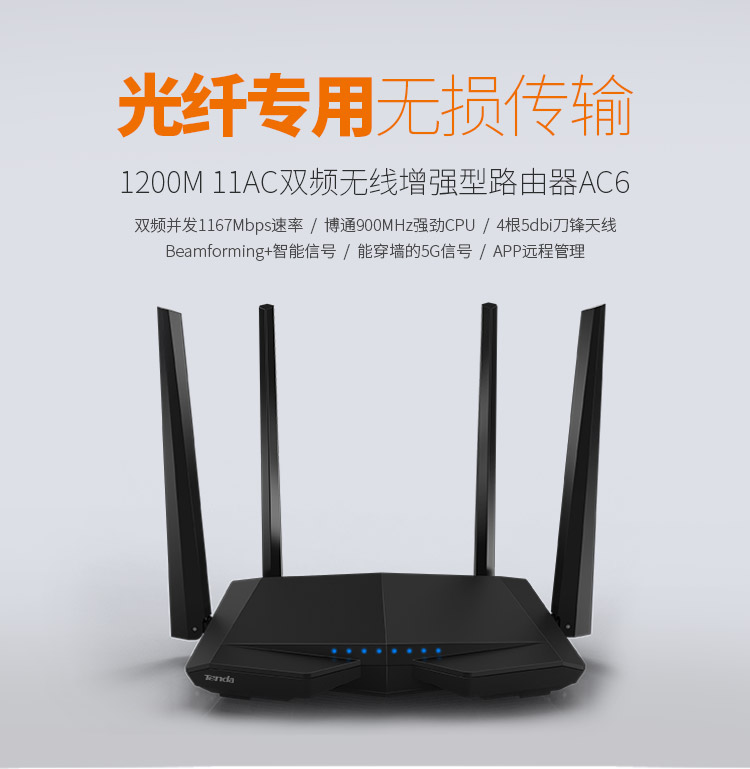 光纤专用无损传输
1200M 11AC双频无线增强型路由器AC6
双频并发1167Mbps速率 / 博通900MHz强劲CPU / 4根5dbi刀锋天线
Beamforming+智能信号 / 能穿墙的5G信号 / APP远程管理
Tenda